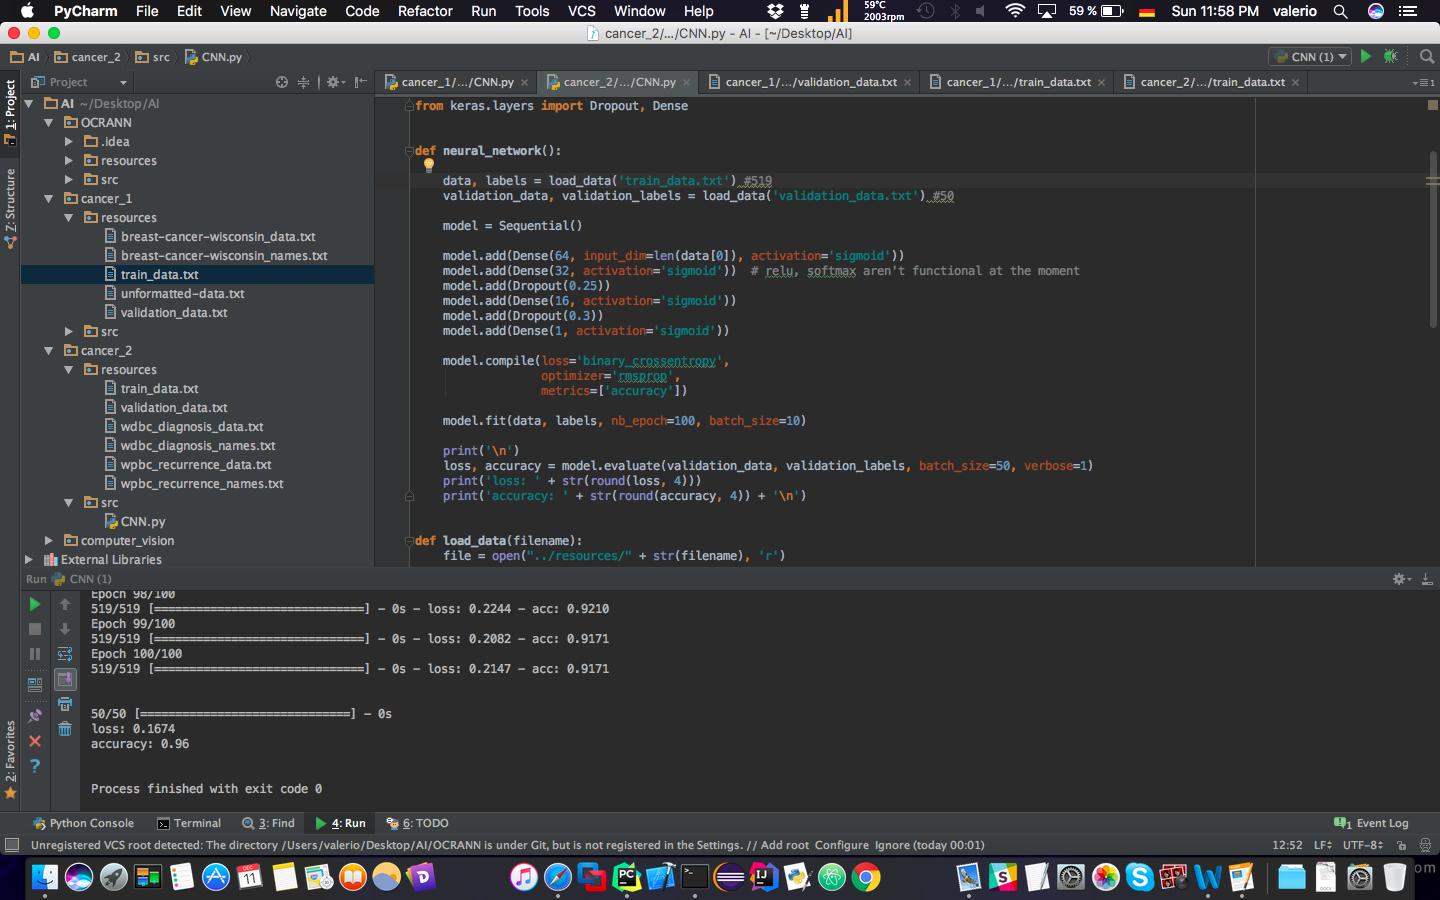 PyCharm File Edit View Navigate Code Refactor Run Tools VCS Window Help 59°C 2003rpm 59 % Sun 11:58 PM valerio
cancer_2/.../CNN.py - AI - [~/Desktop/AI]
AI cancer_2 src CNN.py CNN (1)
1: Project
Z: Structure
2: Favorites
Project
cancer_1/.../CNN.py cancer_2/.../CNN.py cancer_1/.../validation_data.txt cancer_1/.../train_data.txt cancer_2/.../train_data.txt
AI ~/Desktop/AI
OCRANN
.idea
resources
src
cancer_1
resources
breast-cancer-wisconsin_data.txt
breast-cancer-wisconsin_names.txt
train_data.txt
unformatted-data.txt
validation_data.txt
src
cancer_2
resources
train_data.txt
validation_data.txt
wdbc_diagnosis_data.txt
wdbc_diagnosis_names.txt
wpbc_recurrence_data.txt
wpbc_recurrence_names.txt
src
CNN.py
computer_vision
External Libraries
from keras.layers import Dropout, Dense
def neural_network():
data, labels = load_data('train_data.txt') #519
validation_data, validation_labels = load_data('validation_data.txt') #50
model = Sequential()
model.add(Dense(64, input_dim=len(data[0]), activation='sigmoid'))
model.add(Dense(32, activation='sigmoid')) # relu, softmax aren't functional at the moment
model.add(Dropout(0.25))
model.add(Dense(16, activation='sigmoid'))
model.add(Dropout(0.3))
model.add(Dense(1, activation='sigmoid'))
model.compile(loss='binary_crossentropy',
optimizer='rmsprop',
metrics=['accuracy'])
model.fit(data, labels, nb_epoch=100, batch_size=10)
print('\n')
loss, accuracy = model.evaluate(validation_data, validation_labels, batch_size=50, verbose=1)
print('loss: ' + str(round(loss, 4)))
print('accuracy: ' + str(round(accuracy, 4)) + '\n')
def load_data(filename):
file = open("../resources/" + str(filename), 'r')
Run CNN (1)
Epoch 98/100
519/519 [==============================] - 0s - loss: 0.2244 - acc: 0.9210
Epoch 99/100
519/519 [==============================] - 0s - loss: 0.2082 - acc: 0.9171
Epoch 100/100
519/519 [==============================] - 0s - loss: 0.2147 - acc: 0.9171
50/50 [==============================] - 0s
loss: 0.1674
accuracy: 0.96
Process finished with exit code 0
Python Console Terminal 3: Find 4: Run 6: TODO 1 Event Log
Unregistered VCS root detected: The directory /Users/valerio/Desktop/AI/OCRANN is under Git, but is not registered in the Settings. // Add root Configure Ignore (today 00:01) 12:52 LF UTF-8
DEC
11
PC
IJ
om